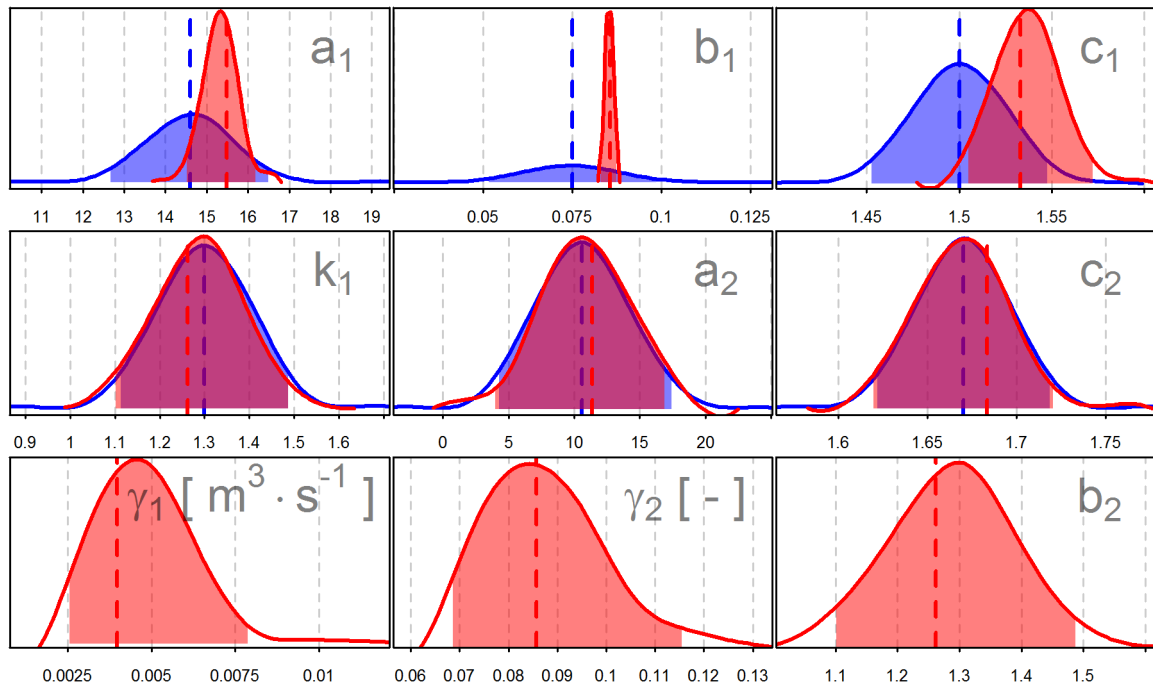 a₁ b₁ c₁
11 12 13 14 15 16 17 18 19 0.05 0.075 0.1 0.125 1.45 1.5 1.55
k₁ a₂ c₂
0.9 1 1.1 1.2 1.3 1.4 1.5 1.6 0 5 10 15 20 1.6 1.65 1.7 1.75
γ₁ [ m³ · s⁻¹ ] γ₂ [ - ] b₂
0.0025 0.005 0.0075 0.01 0.06 0.07 0.08 0.09 0.1 0.11 0.12 0.13 1.1 1.2 1.3 1.4 1.5